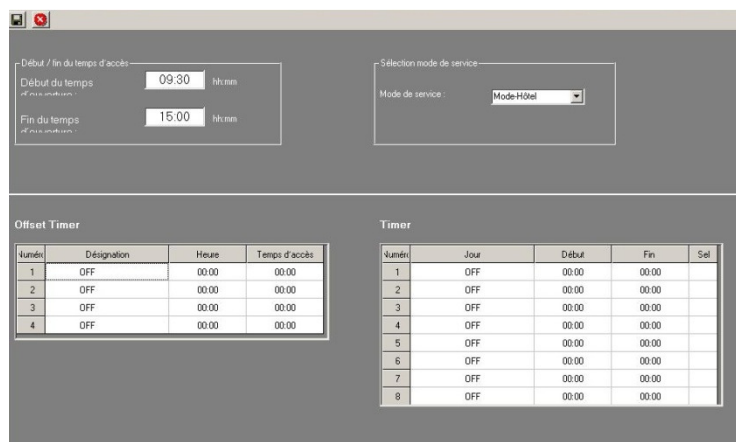 Début / fin du temps d'accès
Début du temps
d'ouverture :
09:30 hh:mm
Fin du temps
d'ouverture :
15:00 hh:mm
Sélection mode de service
Mode de service : Mode-Hôtel
Offset Timer
Numéro Désignation Heure Temps d'accès
1 OFF 00:00 00:00
2 OFF 00:00 00:00
3 OFF 00:00 00:00
4 OFF 00:00 00:00
Timer
Numéro Jour Début Fin Sel
1 OFF 00:00 00:00
2 OFF 00:00 00:00
3 OFF 00:00 00:00
4 OFF 00:00 00:00
5 OFF 00:00 00:00
6 OFF 00:00 00:00
7 OFF 00:00 00:00
8 OFF 00:00 00:00